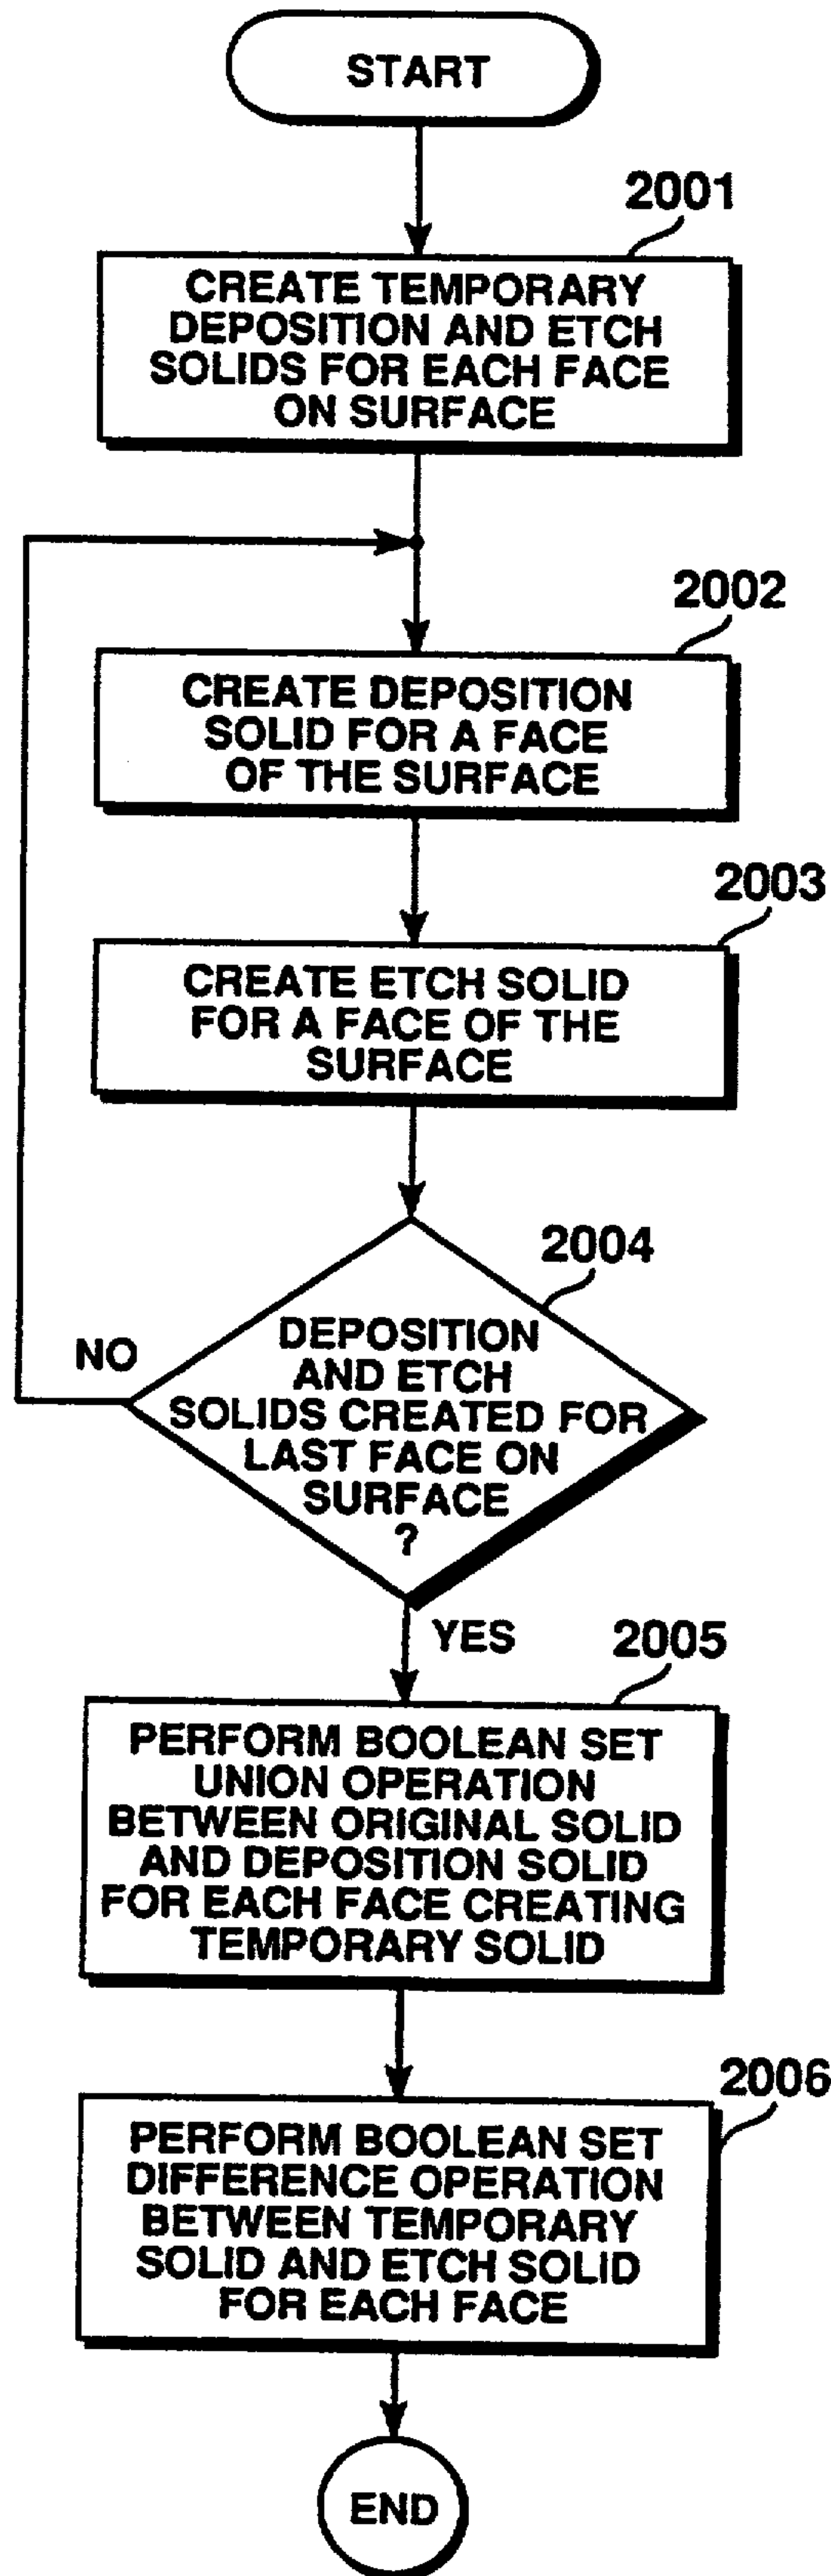 START
2001
CREATE TEMPORARY
DEPOSITION AND ETCH
SOLIDS FOR EACH FACE
ON SURFACE
2002
CREATE DEPOSITION
SOLID FOR A FACE
OF THE SURFACE
2003
CREATE ETCH SOLID
FOR A FACE OF THE
SURFACE
2004
DEPOSITION
AND ETCH
SOLIDS CREATED FOR
LAST FACE ON
SURFACE
?
NO
YES
2005
PERFORM BOOLEAN SET
UNION OPERATION
BETWEEN ORIGINAL SOLID
AND DEPOSITION SOLID
FOR EACH FACE CREATING
TEMPORARY SOLID
2006
PERFORM BOOLEAN SET
DIFFERENCE OPERATION
BETWEEN TEMPORARY
SOLID AND ETCH SOLID
FOR EACH FACE
END